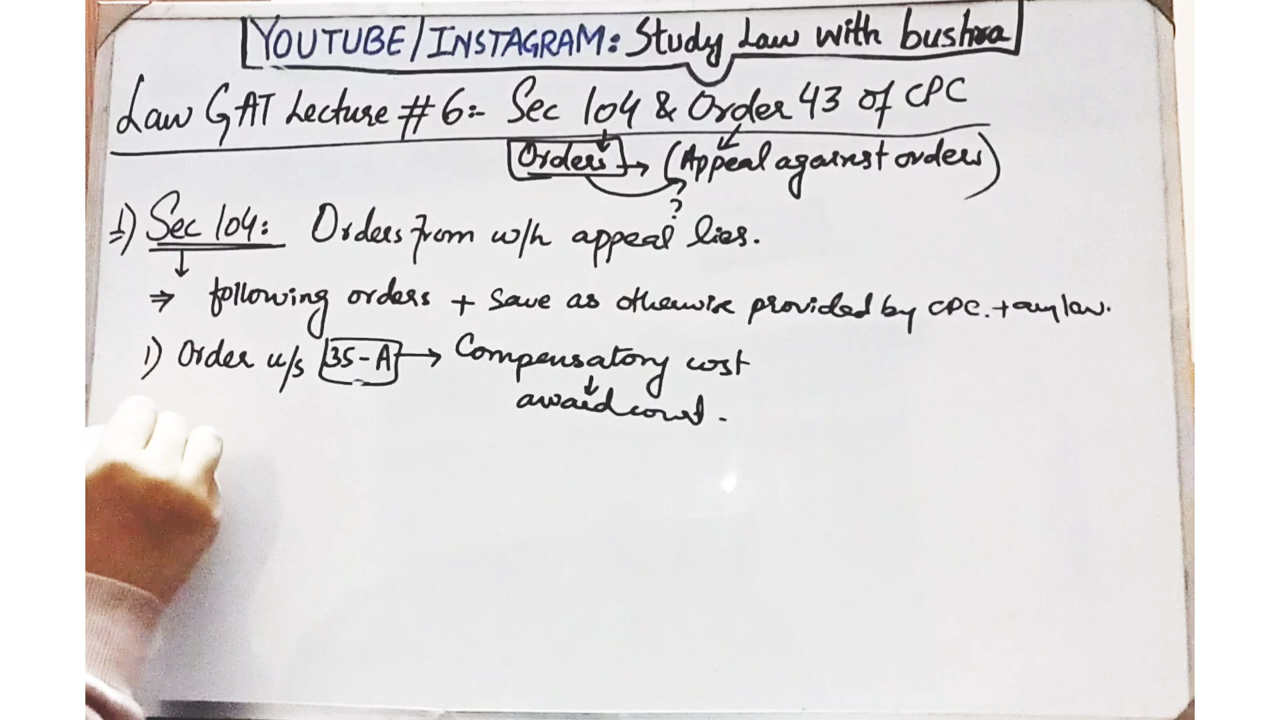 YOUTUBE/INSTAGRAM: Study Law with bushra
Law GAT Lecture # 6:- Sec 104 & Order 43 of CPC
Orders → (Appeal against orders)
?
1) Sec 104: Orders from w/h appeal lies.
⇒ following orders + save as otherwise provided by CPC. + any law.
1) Order u/s 35-A → Compensatory cost
award court.